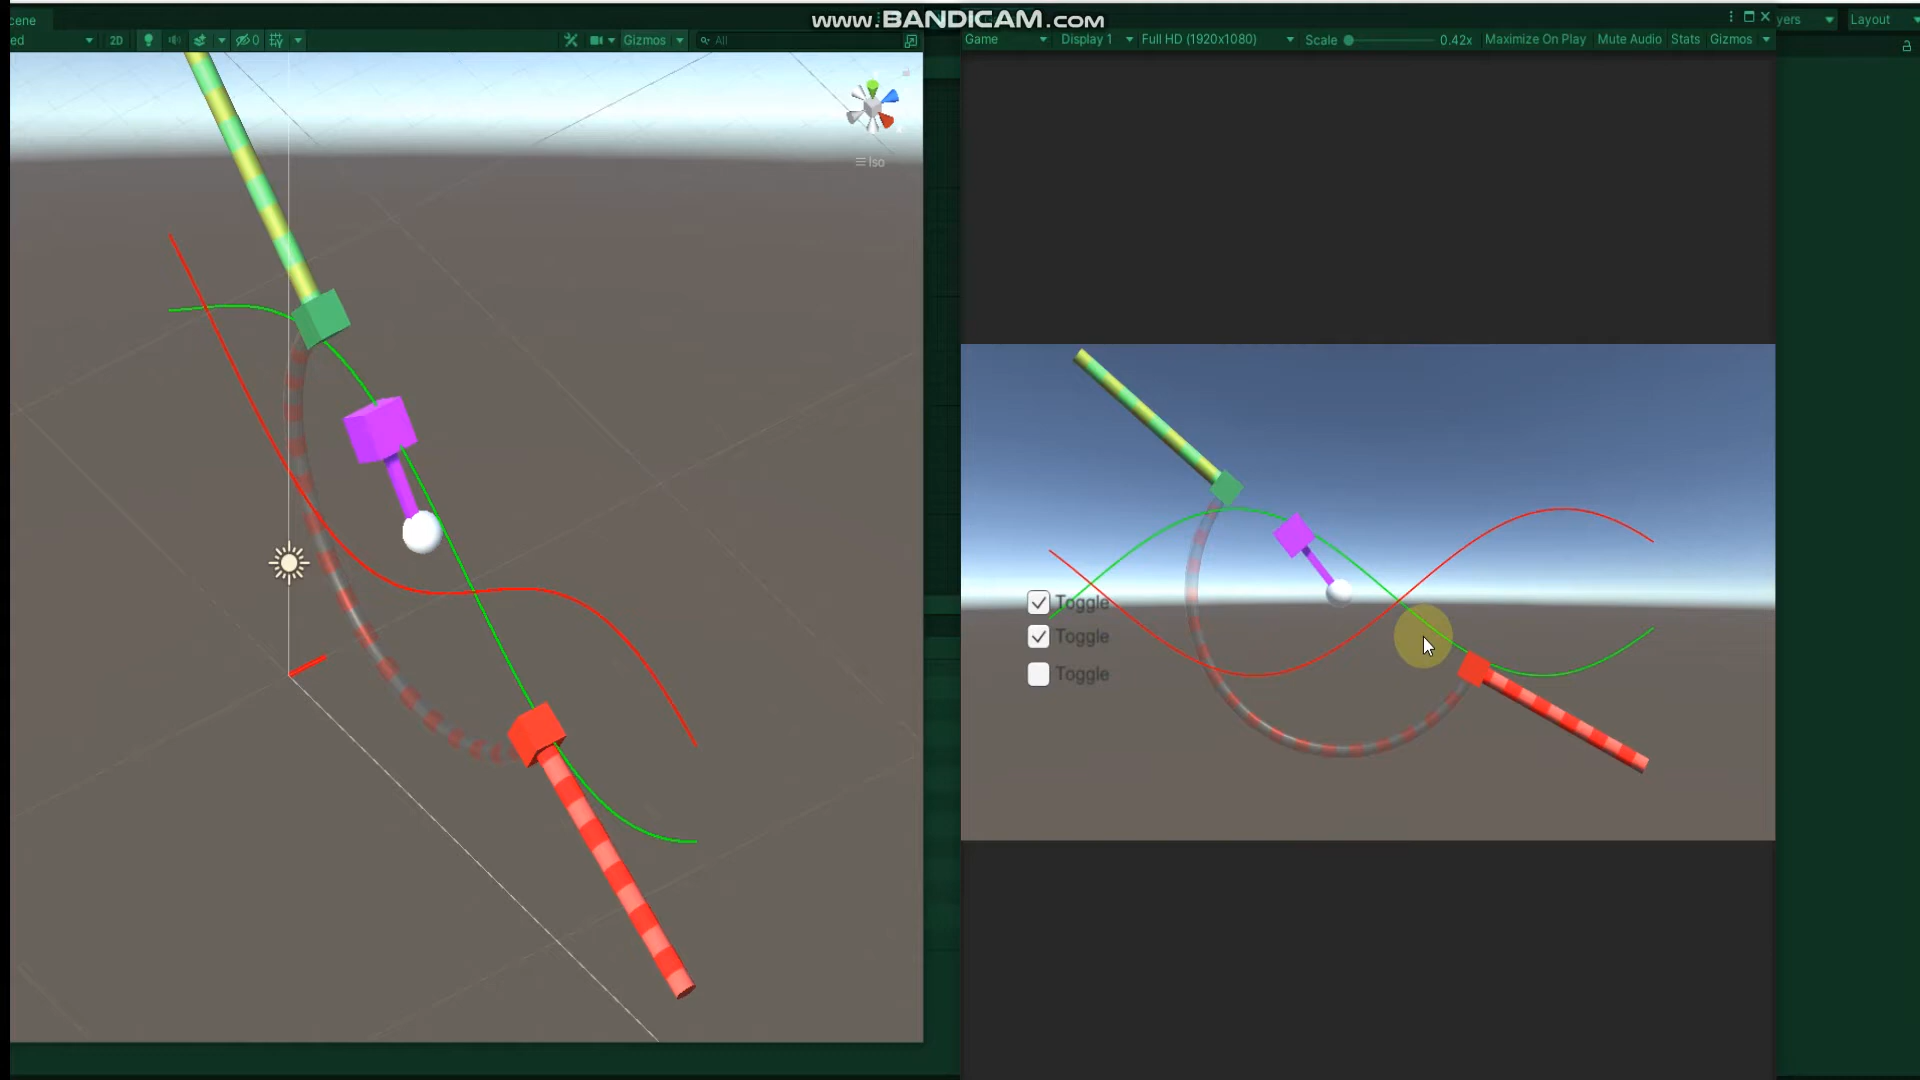 www.BANDICAM.com
cene
yers
Layout
ed
2D
0
Gizmos
All
Game
Display 1
Full HD (1920x1080)
Scale
0.42x
Maximize On Play
Mute Audio
Stats
Gizmos
Iso
Toggle
Toggle
Toggle